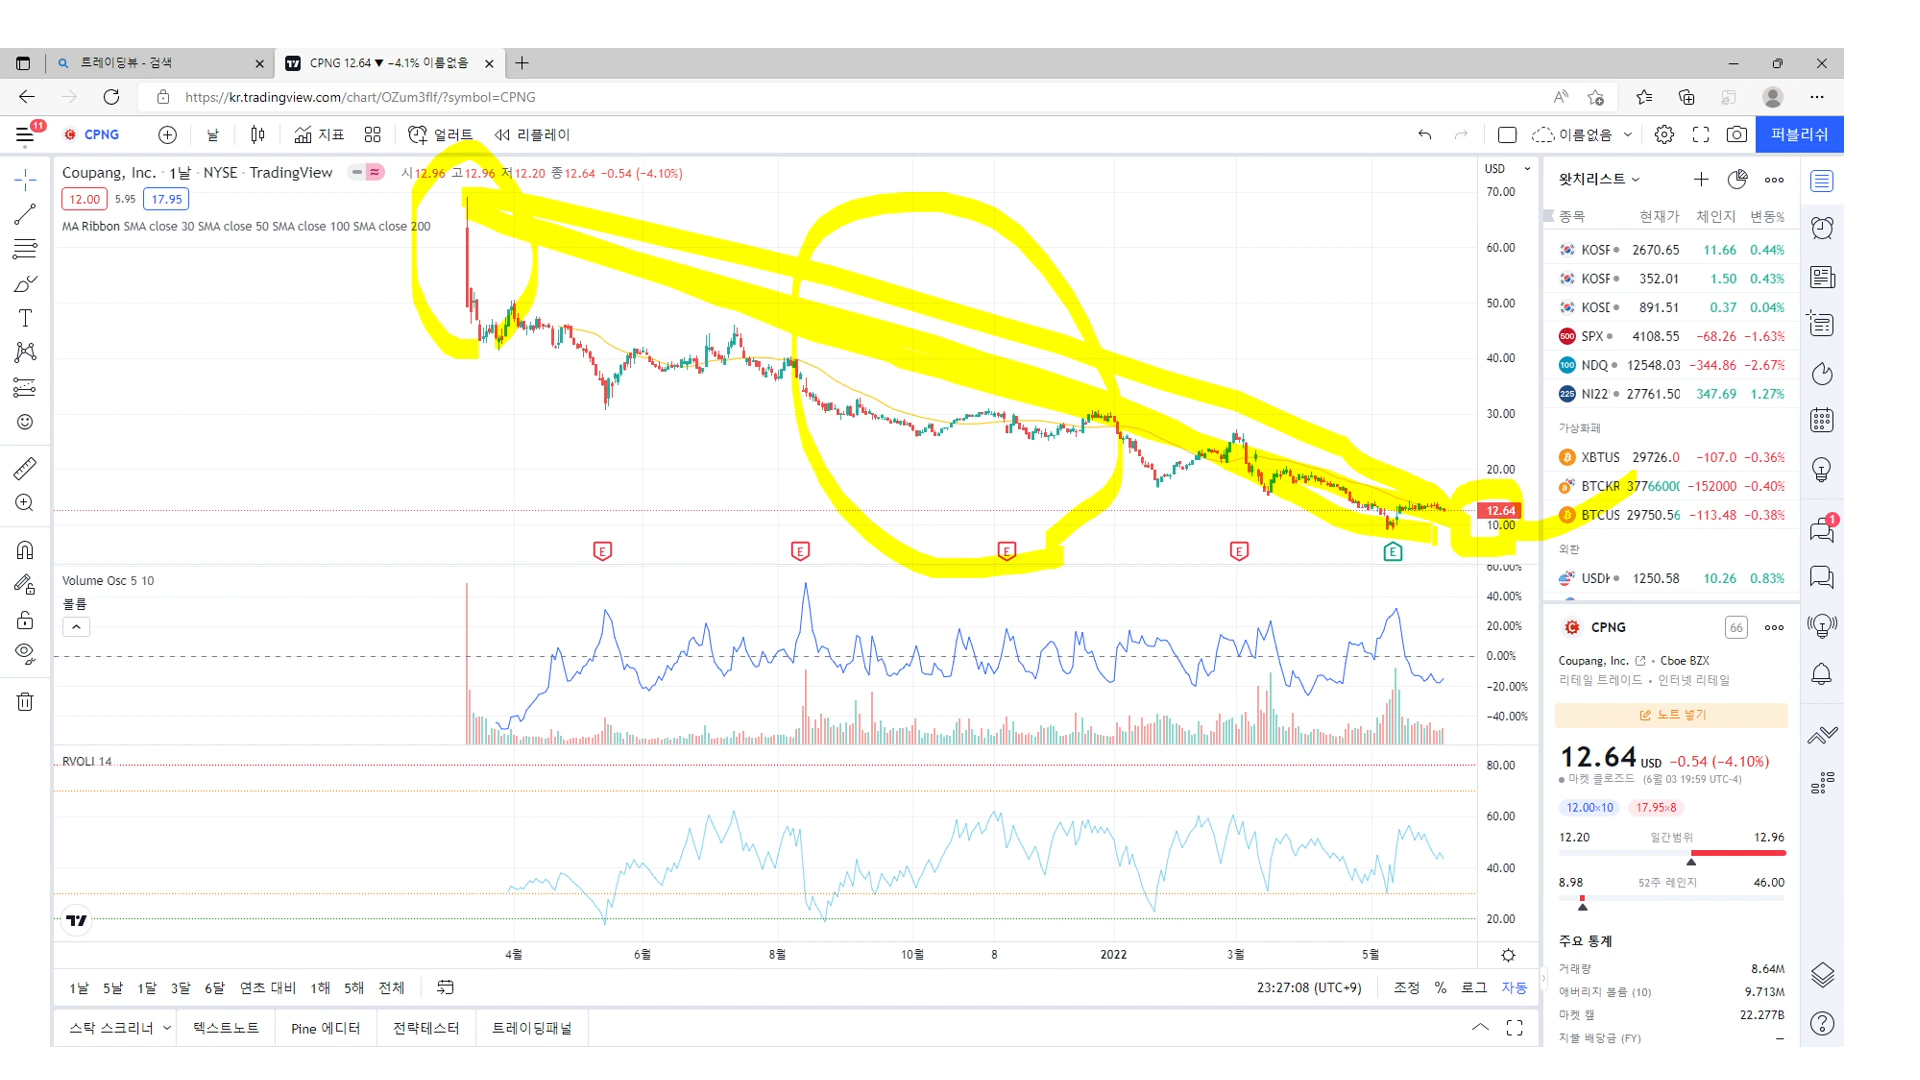 트레이딩뷰 - 검색
CPNG 12.64 ▼ −4.1% 이름없음
https://kr.tradingview.com/chart/OZum3fIf/?symbol=CPNG
11
CPNG
날
지표
얼러트
리플레이
이름없음
퍼블리쉬
Coupang, Inc. · 1날 · NYSE · TradingView
시12.96 고12.96 저12.20 종12.64 −0.54 (−4.10%)
12.00 5.95 17.95
MA Ribbon SMA close 30 SMA close 50 SMA close 100 SMA close 200
USD
70.00
60.00
50.00
40.00
30.00
20.00
12.64
10.00
E E E E E
Volume Osc 5 10
볼륨
60.00%
40.00%
20.00%
0.00%
−20.00%
−40.00%
RVOLI 14
80.00
60.00
40.00
20.00
4월 6월 8월 10월 8 2022 3월 5월
1날 5날 1달 3달 6달 연초 대비 1해 5해 전체
23:27:08 (UTC+9) 조정 % 로그 자동
스탁 스크리너 텍스트노트 Pine 에디터 전략테스터 트레이딩패널
왓치리스트
종목 현재가 체인지 변동%
KOSF 2670.65 11.66 0.44%
KOSF 352.01 1.50 0.43%
KOSD 891.51 0.37 0.04%
500 SPX 4108.55 −68.26 −1.63%
100 NDQ 12548.03 −344.86 −2.67%
225 NI22 27761.50 347.69 1.27%
가상화폐
XBTUS 29726.0 −107.0 −0.36%
BTCKR 37766000 −152000 −0.40%
BTCUS 29750.56 −113.48 −0.38%
외환
USDK 1250.58 10.26 0.83%
CPNG
66
Coupang, Inc. • Cboe BZX
리테일 트레이드 • 인터넷 리테일
노트 넣기
12.64 USD −0.54 (−4.10%)
마켓 클로즈드 (6월 03 19:59 UTC-4)
12.00×10 17.95×8
12.20 일간범위 12.96
8.98 52주 레인지 46.00
주요 통계
거래량 8.64M
애버리지 볼륨 (10) 9.713M
마켓 캪 22.277B
지불 배당금 (FY) —
1